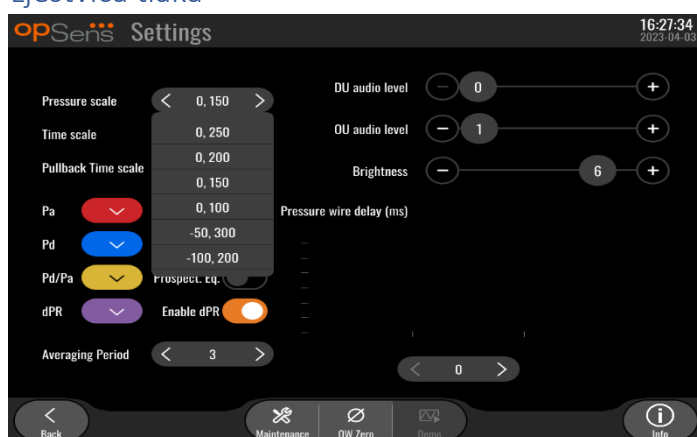 Ljestvica tlaka
opSens Settings
16:27:34
2023-04-03
Pressure scale
0, 150
0, 250
0, 200
0, 150
0, 100
-50, 300
-100, 200
Time scale
Pullback Time scale
Pa
Pd
Pd/Pa
Prospect. Eq.
dPR
Enable dPR
Averaging Period
3
DU audio level
0
OU audio level
1
Brightness
6
Pressure wire delay (ms)
0
Back
Maintenance
OW Zero
Demo
Info